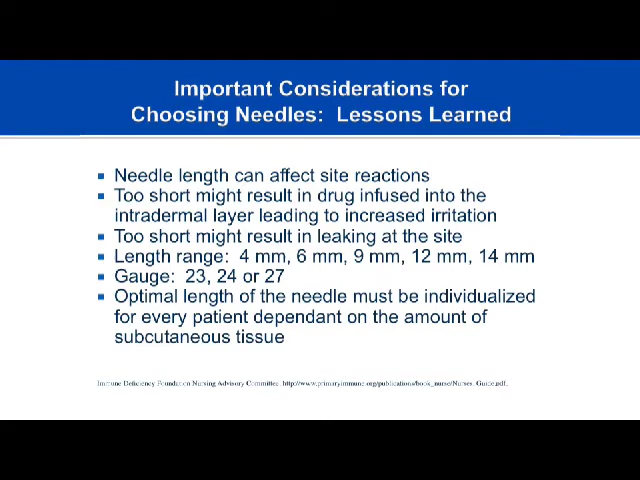 Important Considerations for
Choosing Needles: Lessons Learned
Needle length can affect site reactions
Too short might result in drug infused into the
intradermal layer leading to increased irritation
Too short might result in leaking at the site
Length range: 4 mm, 6 mm, 9 mm, 12 mm, 14 mm
Gauge: 23, 24 or 27
Optimal length of the needle must be individualized
for every patient dependant on the amount of
subcutaneous tissue
Immune Deficiency Foundation Nursing Advisory Committee. http://www.primaryimmune.org/publications/book_nurse/Nurses_Guide.pdf.